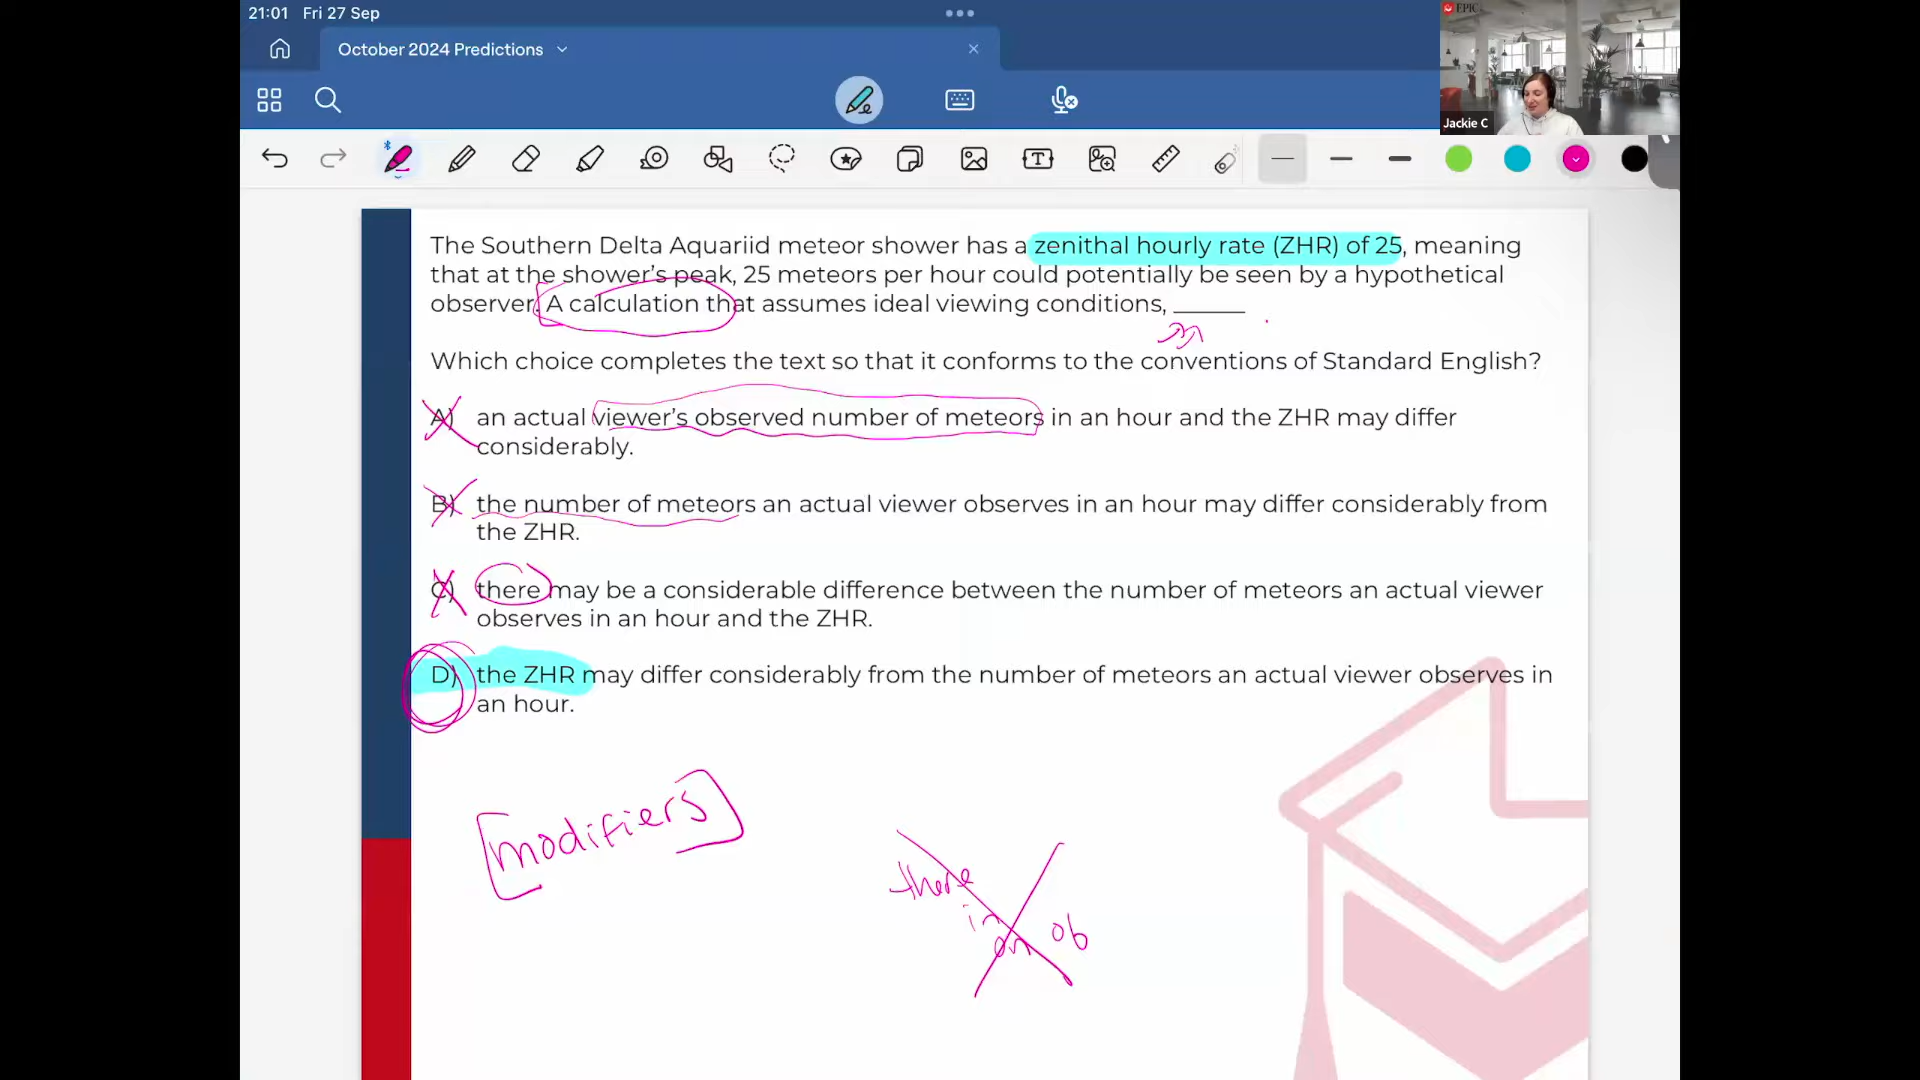 21:01 Fri 27 Sep
October 2024 Predictions
EPIC
Jackie C
The Southern Delta Aquariid meteor shower has a zenithal hourly rate (ZHR) of 25, meaning
that at the shower's peak, 25 meteors per hour could potentially be seen by a hypothetical
observer. A calculation that assumes ideal viewing conditions, ______
Which choice completes the text so that it conforms to the conventions of Standard English?
A) an actual viewer's observed number of meteors in an hour and the ZHR may differ
considerably.
B) the number of meteors an actual viewer observes in an hour may differ considerably from
the ZHR.
C) there may be a considerable difference between the number of meteors an actual viewer
observes in an hour and the ZHR.
D) the ZHR may differ considerably from the number of meteors an actual viewer observes in
an hour.
[modifiers]
there
in
on ob